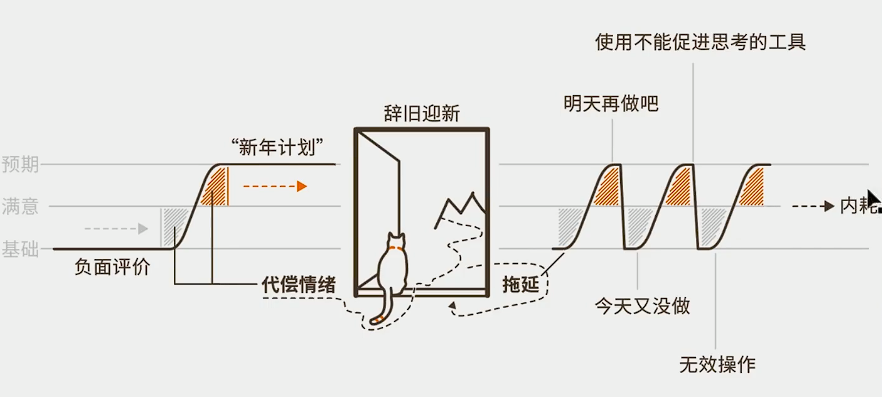 使用不能促进思考的工具
明天再做吧
辞旧迎新
“新年计划”
预期
满意
基础
内耗
负面评价
代偿情绪
拖延
今天又没做
无效操作